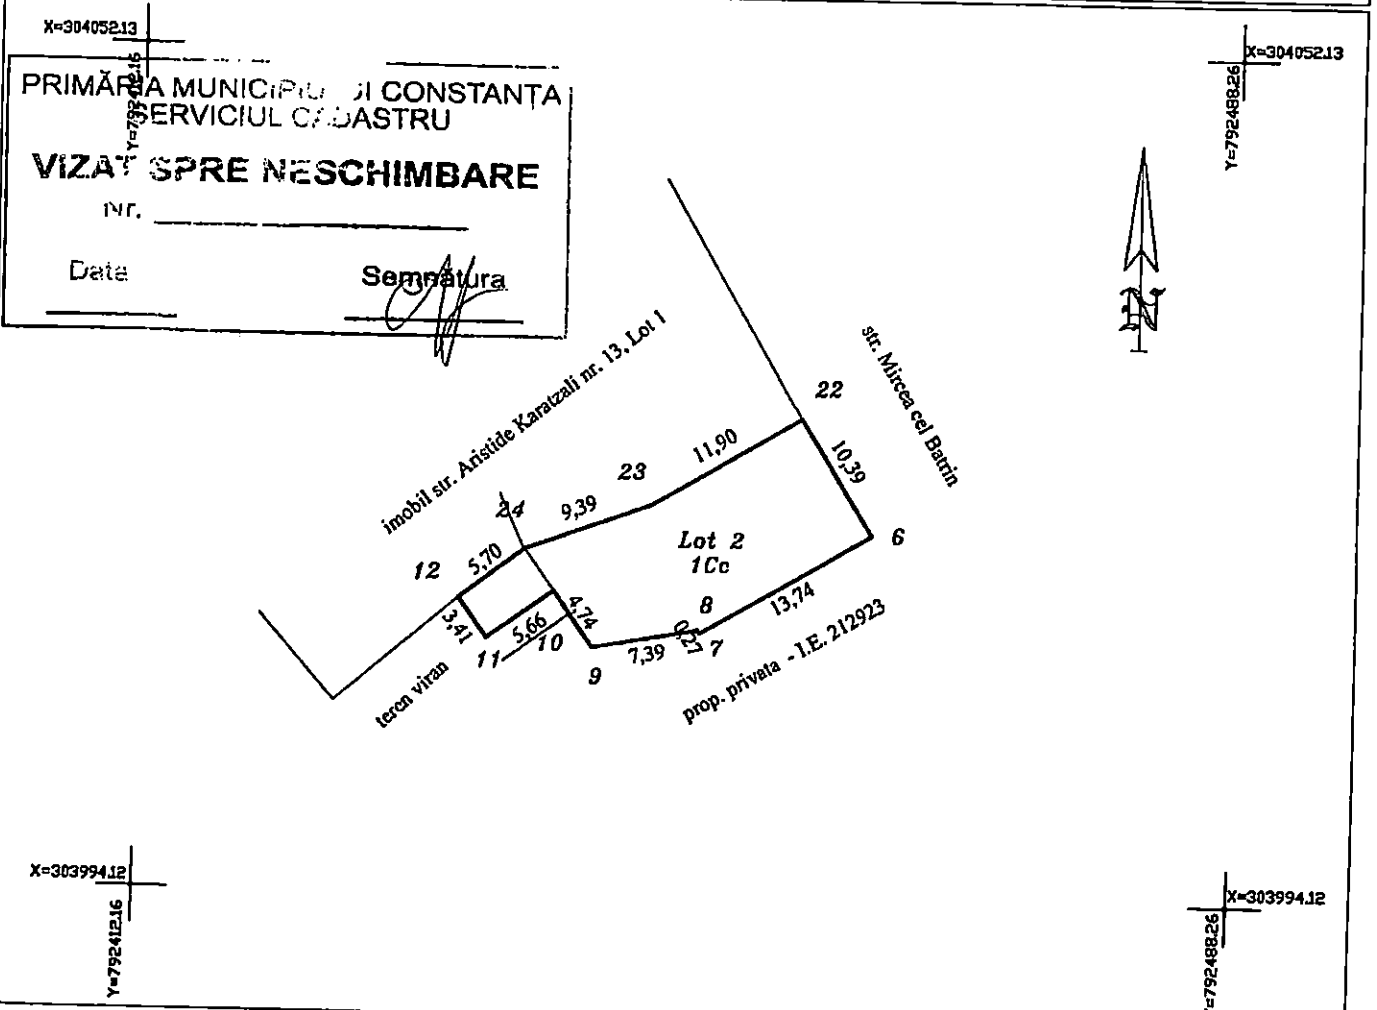 X=304052.13
Y=792412.16
X=304052.13
Y=792488.26
PRIMĂRIA MUNICIPIULUI CONSTANȚA
SERVICIUL CADASTRU
VIZAT SPRE NESCHIMBARE
Nr.
Data
Semnătura
N
imobil str. Aristide Karatzali nr. 13, Lot 1
str. Mircea cel Batrin
22
11,90
10,39
23
9,39
24
5,70
12
Lot 2
1Cc
6
13,74
8
0,27
7
7,39
9
4,74
10
5,66
11
3,41
teren viran
prop. privata - I.E. 212923
X=303994.12
Y=792412.16
X=303994.12
Y=792488.26